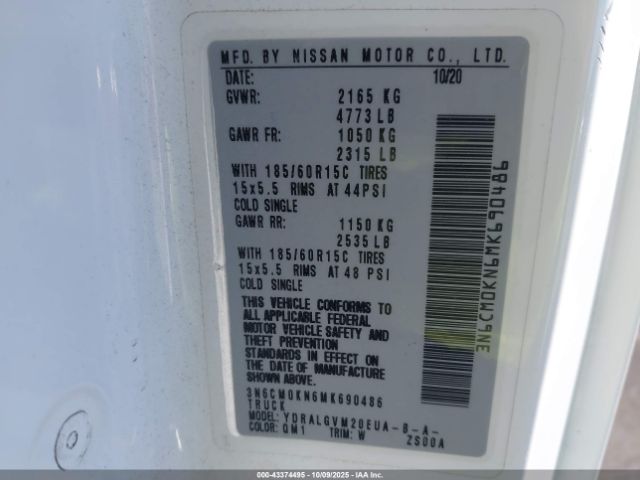 MFD. BY NISSAN MOTOR CO., LTD.
DATE: 10/20
GVWR: 2165 KG
4773 LB
GAWR FR: 1050 KG
2315 LB
WITH 185/60R15C TIRES
15x5.5 RIMS AT 44PSI
COLD SINGLE
GAWR RR: 1150 KG
2535 LB
WITH 185/60R15C TIRES
15x5.5 RIMS AT 48 PSI
COLD SINGLE
THIS VEHICLE CONFORMS TO
ALL APPLICABLE FEDERAL
MOTOR VEHICLE SAFETY AND
THEFT PREVENTION
STANDARDS IN EFFECT ON
THE DATE OF MANUFACTURE
SHOWN ABOVE.
3N6CM0KN6MK690486
TRUCK
MODEL: YDRALGVM20EUA-B-A-
COLOR: QM1 TRIM: W ZS00A
3N6CM0KN6MK690486
000-43374495 - 10/09/2025 - IAAI.COM